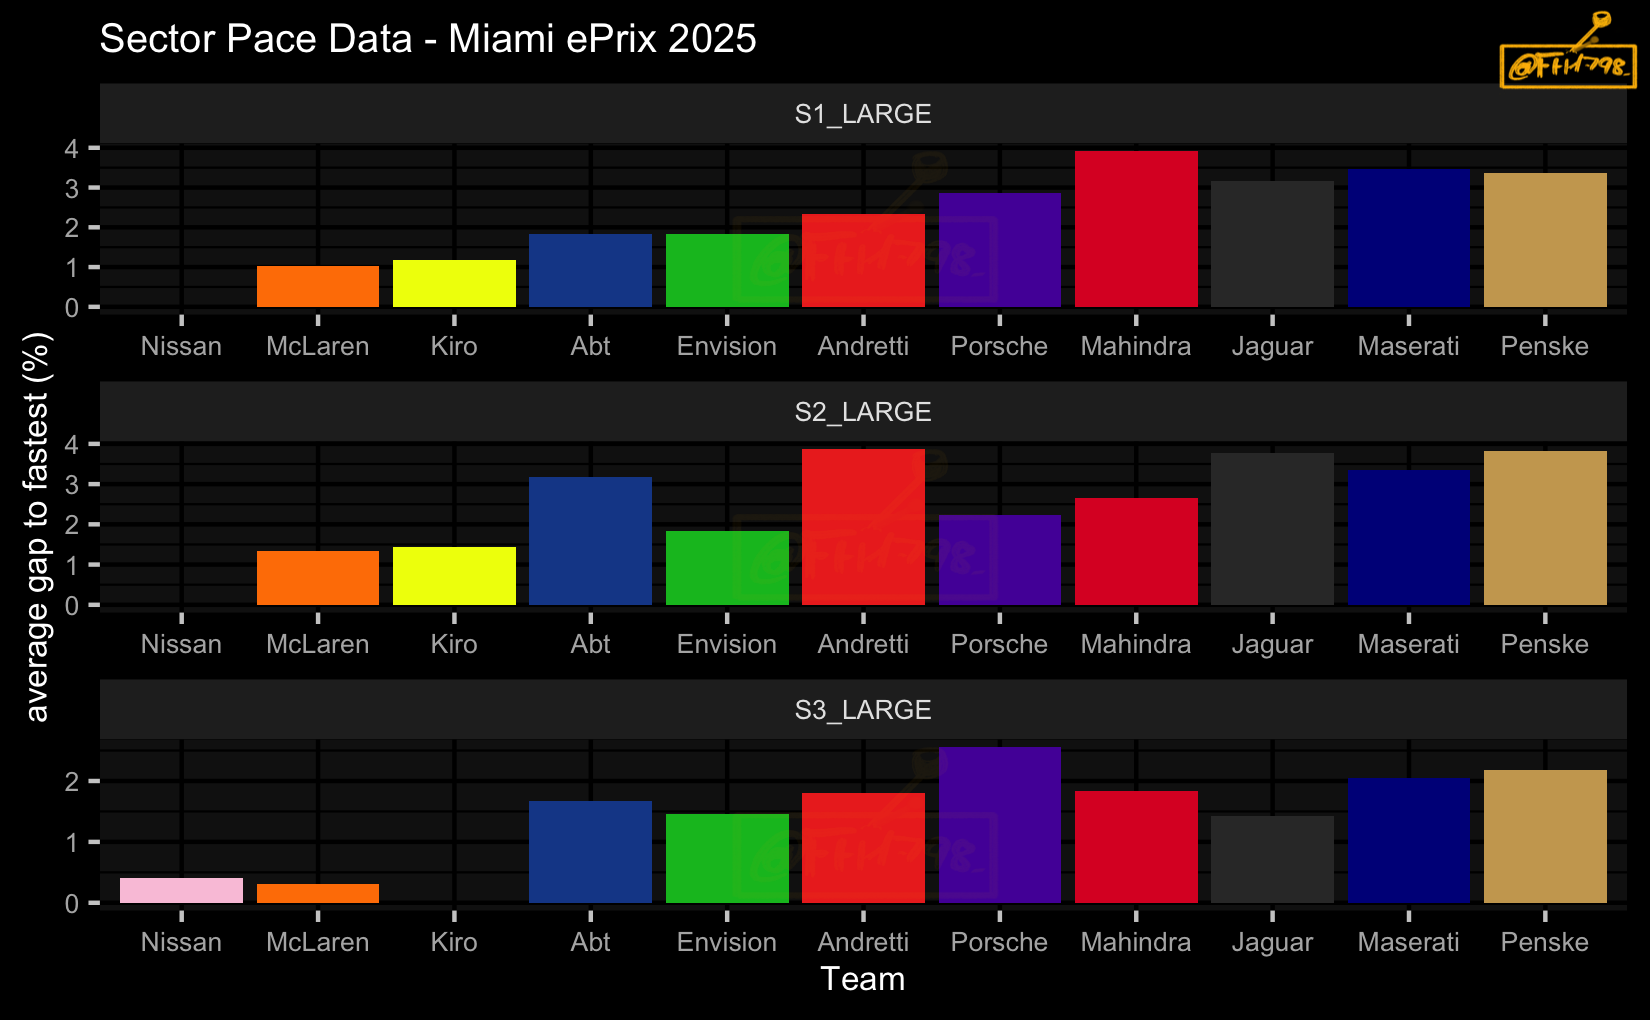 Sector Pace Data - Miami ePrix 2025
@FFH798_
S1_LARGE
4
3
2
1
0
Nissan McLaren Kiro Abt Envision Andretti Porsche Mahindra Jaguar Maserati Penske
S2_LARGE
4
3
2
1
0
Nissan McLaren Kiro Abt Envision Andretti Porsche Mahindra Jaguar Maserati Penske
S3_LARGE
2
1
0
Nissan McLaren Kiro Abt Envision Andretti Porsche Mahindra Jaguar Maserati Penske
Team
average gap to fastest (%)